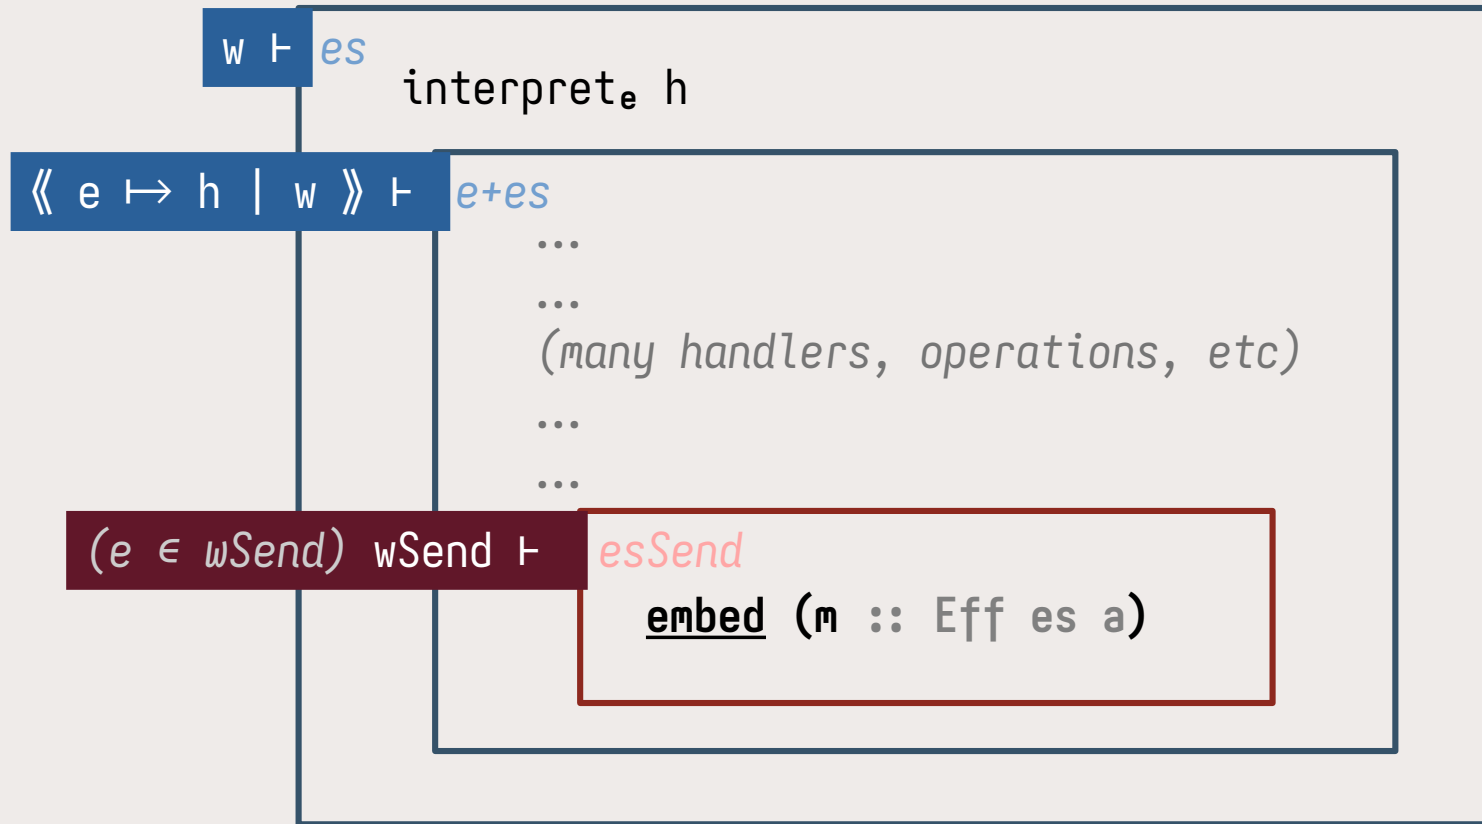 w ⊢ es
interpretₑ h
⟪ e ⟼ h | w ⟫ ⊢ e+es
...
...
(many handlers, operations, etc)
...
...
(e ∈ wSend) wSend ⊢ esSend
embed (m :: Eff es a)